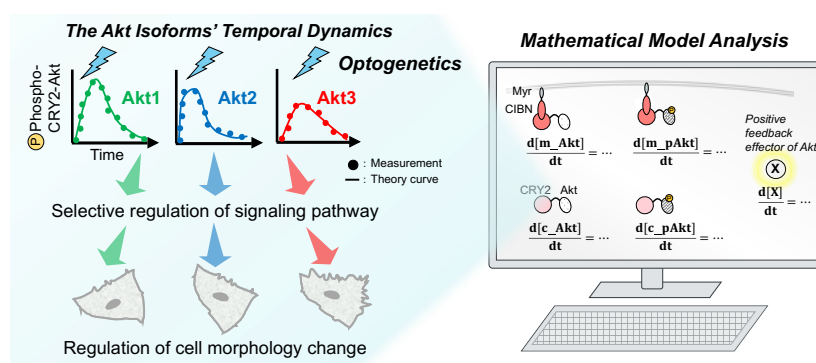 The Akt Isoforms' Temporal Dynamics
Optogenetics
P Phospho-
CRY2-Akt
Akt1
Akt2
Akt3
Time
● : Measurement
— : Theory curve
Selective regulation of signaling pathway
Regulation of cell morphology change
Mathematical Model Analysis
Myr
CIBN
P
d[m_Akt]/dt = ⋯
d[m_pAkt]/dt = ⋯
Positive
feedback
effector of Akt
X
d[X]/dt = ⋯
CRY2 Akt
P
d[c_Akt]/dt = ⋯
d[c_pAkt]/dt = ⋯